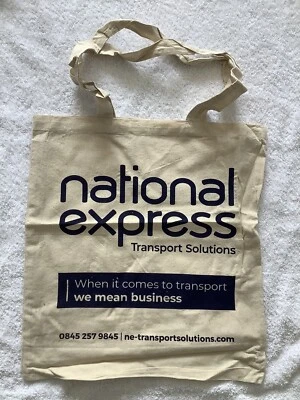 national
express
Transport Solutions
When it comes to transport
we mean business
0845 257 9845 | ne-transportsolutions.com